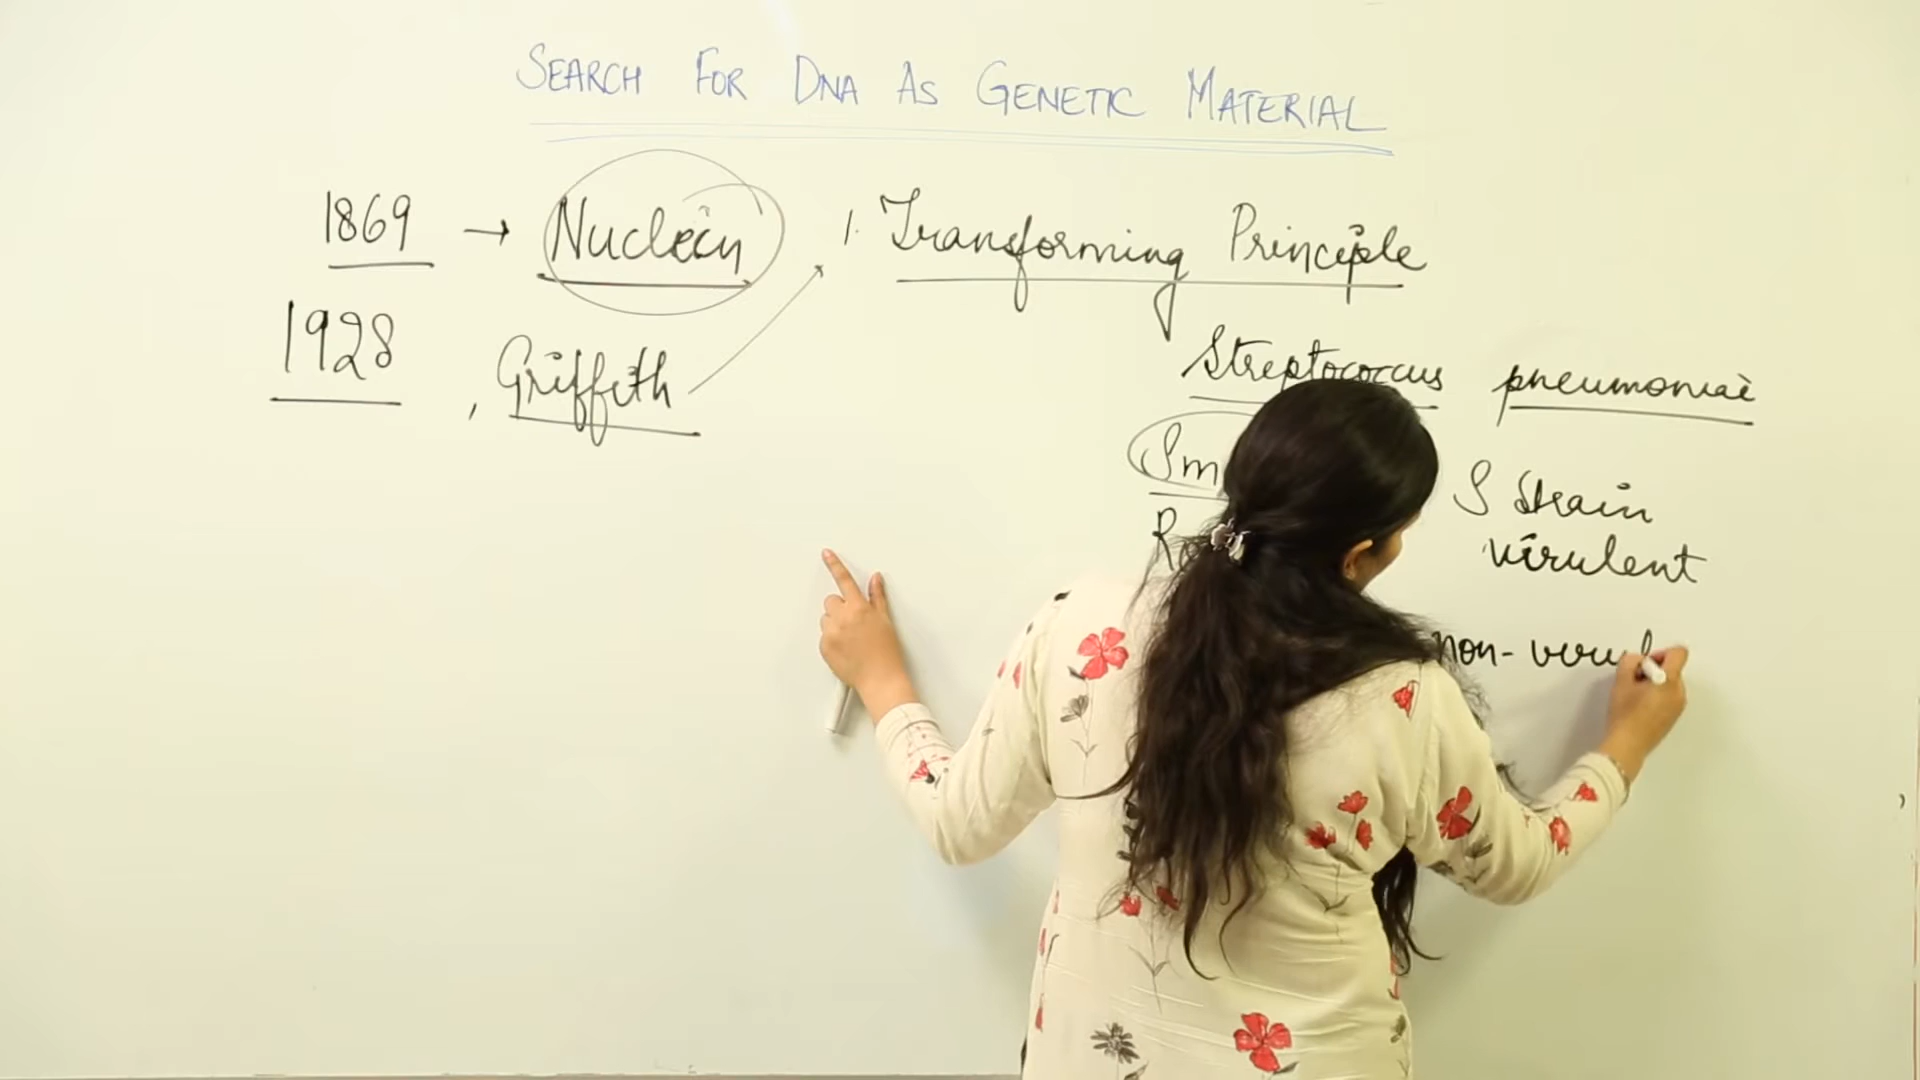 SEARCH FOR DNA AS GENETIC MATERIAL
1869 → Nuclein
1. Transforming Principle
1928, Griffith
Streptococcus pneumoniae
Sm
S strain
virulent
R
non-virul